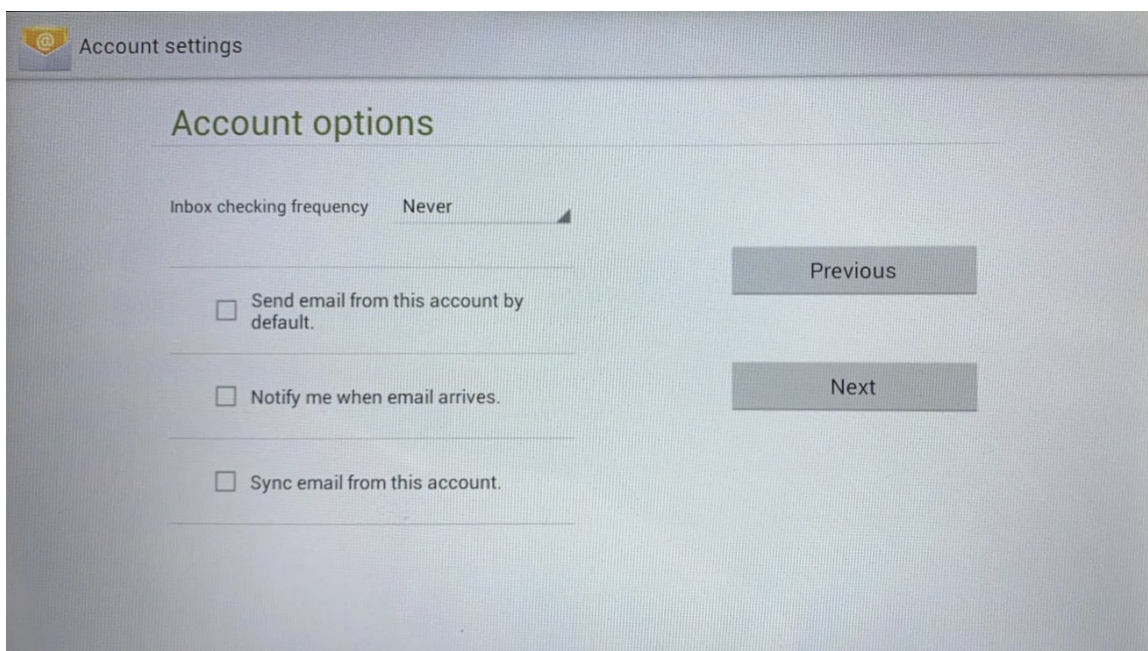 @
Account settings
Account options
Inbox checking frequency Never
Send email from this account by
default.
Notify me when email arrives.
Sync email from this account.
Previous
Next